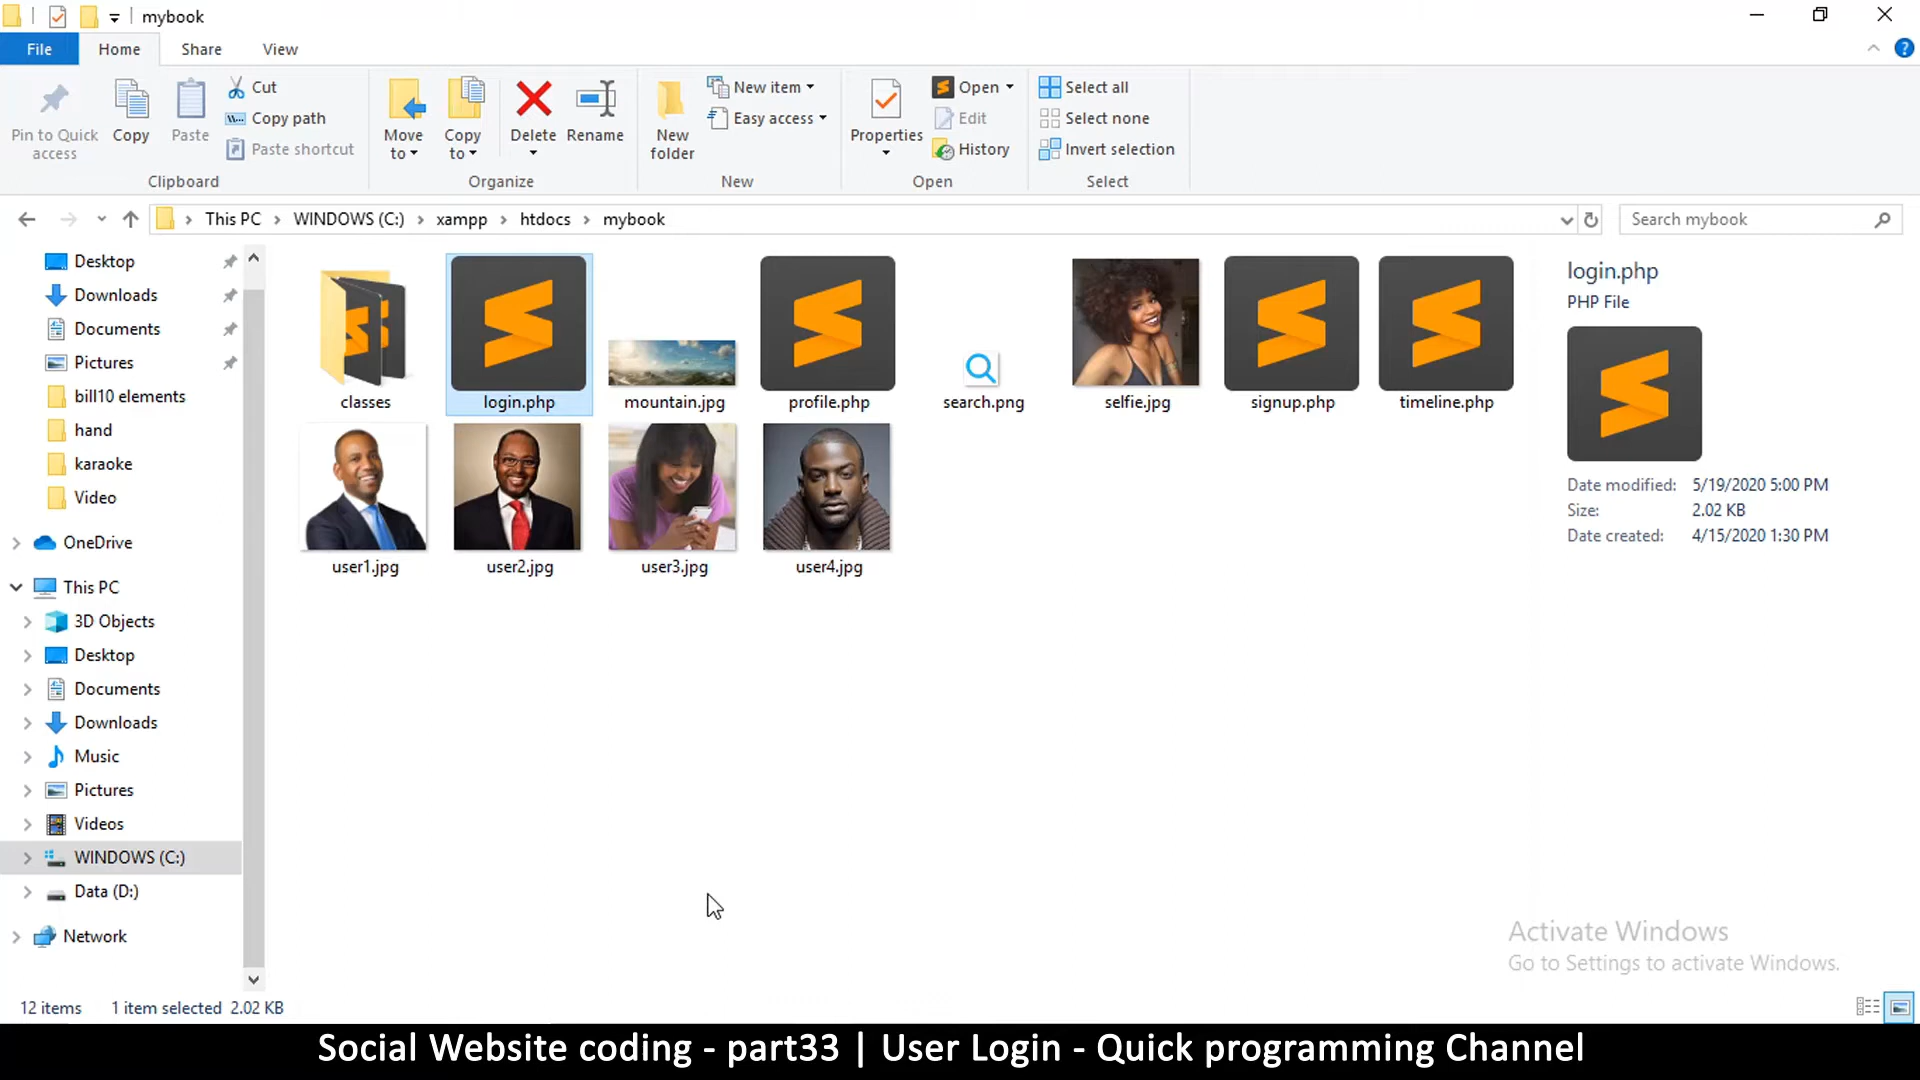 mybook
File Home Share View
Pin to Quick access
Copy
Paste
Cut
Copy path
Paste shortcut
Clipboard
Move to
Copy to
Delete
Rename
Organize
New folder
New item
Easy access
New
Properties
Open
Edit
History
Open
Select all
Select none
Invert selection
Select
This PC > WINDOWS (C:) > xampp > htdocs > mybook
Search mybook
Desktop
Downloads
Documents
Pictures
bill10 elements
hand
karaoke
Video
OneDrive
This PC
3D Objects
Desktop
Documents
Downloads
Music
Pictures
Videos
WINDOWS (C:)
Data (D:)
Network
classes login.php mountain.jpg profile.php search.png selfie.jpg signup.php timeline.php
user1.jpg user2.jpg user3.jpg user4.jpg
login.php
PHP File
Date modified: 5/19/2020 5:00 PM
Size: 2.02 KB
Date created: 4/15/2020 1:30 PM
Activate Windows
Go to Settings to activate Windows.
12 items 1 item selected 2.02 KB
Social Website coding - part33 | User Login - Quick programming Channel